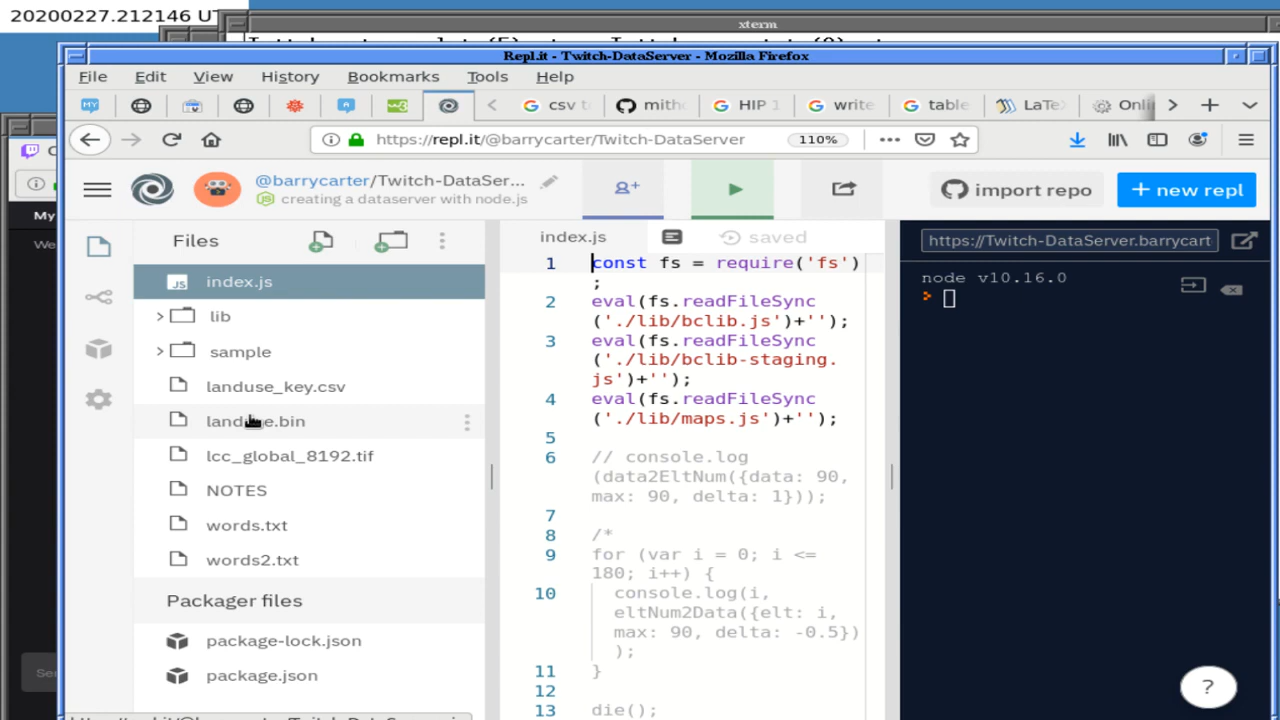 20200227.212146 UT
xterm
Repl.it - Twitch-DataServer - Mozilla Firefox
File Edit View History Bookmarks Tools Help
MY csv t mith HIP 1 write table LaTe Onli
https://repl.it/@barrycarter/Twitch-DataServer 110%
@barrycarter/Twitch-DataSer...
creating a dataserver with node.js
import repo
+ new repl
My
We
Files
index.js
lib
sample
landuse_key.csv
landuse.bin
lcc_global_8192.tif
NOTES
words.txt
words2.txt
Packager files
package-lock.json
package.json
Sen
index.js saved
1 const fs = require('fs')
;
2 eval(fs.readFileSync
('./lib/bclib.js')+'');
3 eval(fs.readFileSync
('./lib/bclib-staging.
js')+'');
4 eval(fs.readFileSync
('./lib/maps.js')+'');
5
6 // console.log
(data2EltNum({data: 90,
max: 90, delta: 1}));
7
8 /*
9 for (var i = 0; i <=
180; i++) {
10 console.log(i,
eltNum2Data({elt: i,
max: 90, delta: -0.5})
);
11 }
12
13 die();
https://Twitch-DataServer.barrycart
node v10.16.0
>
?